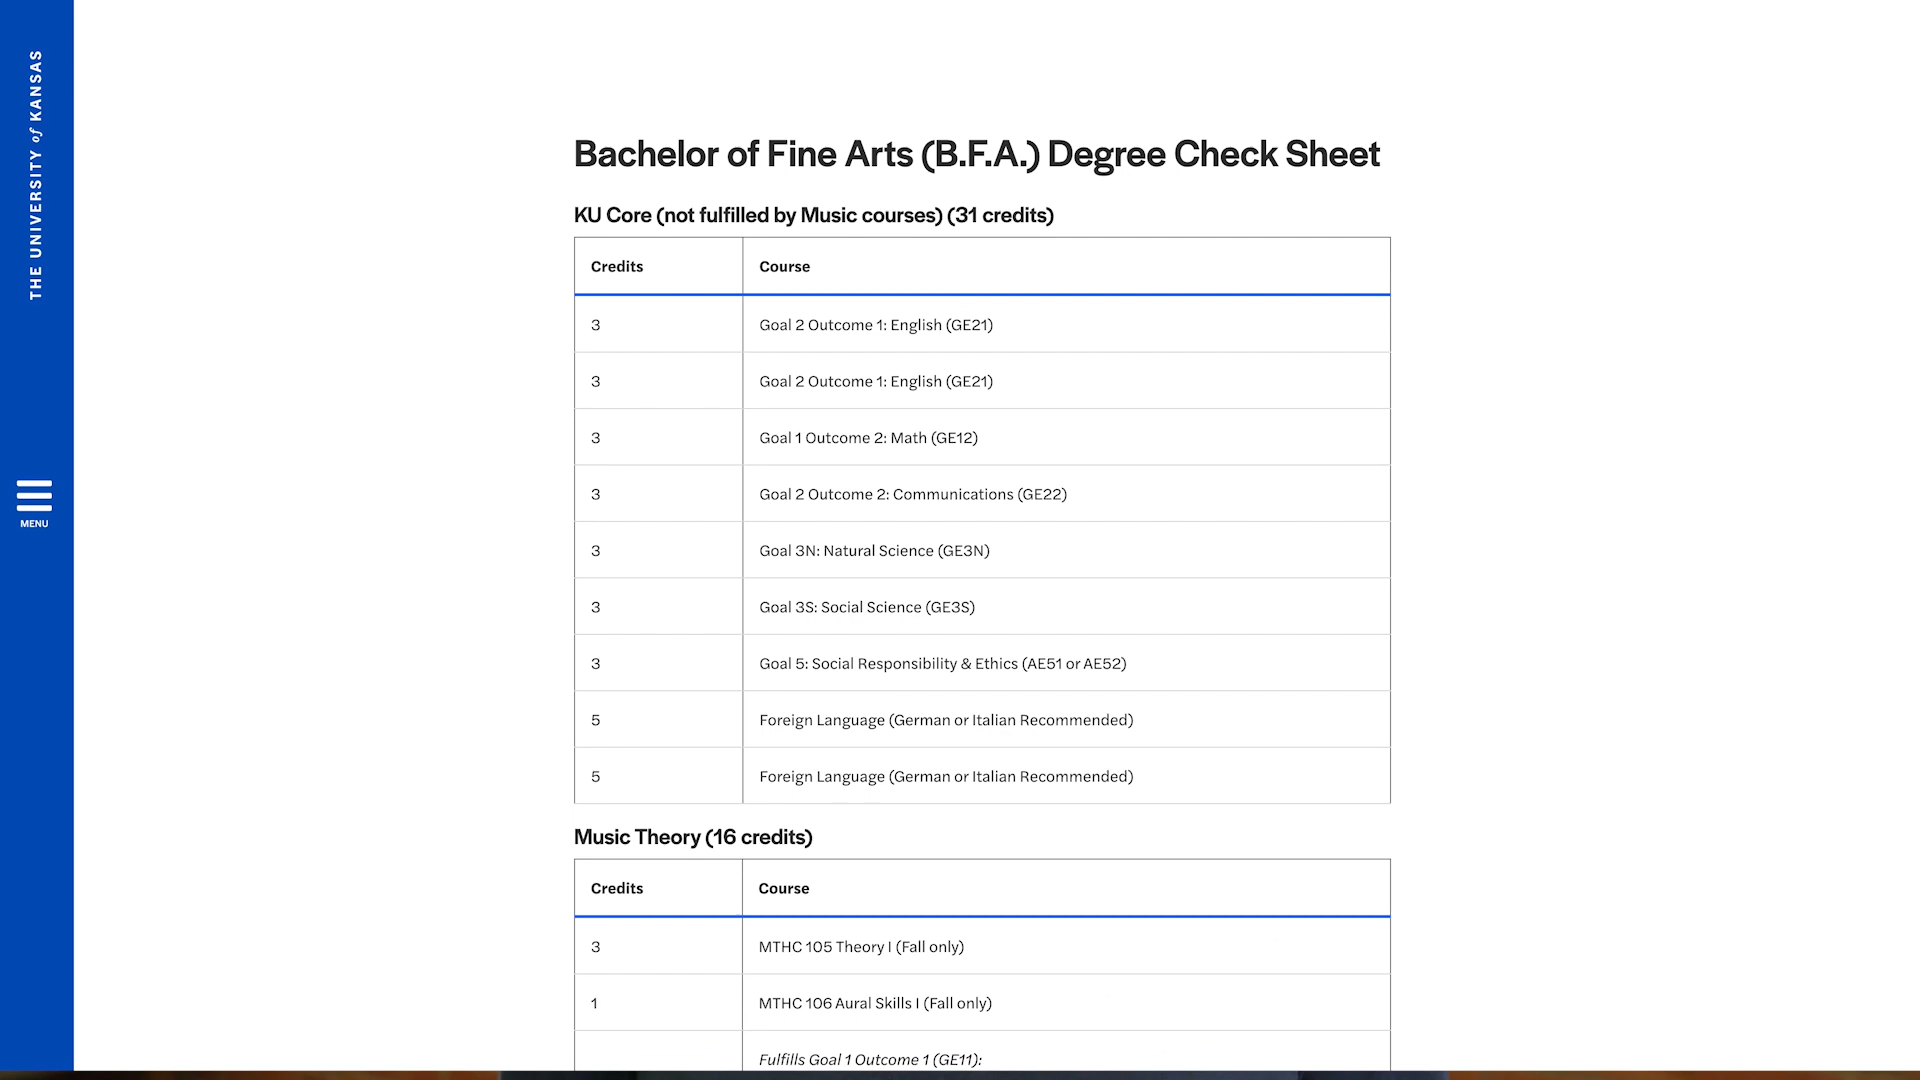 THE UNIVERSITY of KANSAS
MENU
Bachelor of Fine Arts (B.F.A.) Degree Check Sheet
KU Core (not fulfilled by Music courses) (31 credits)
Credits Course
3 Goal 2 Outcome 1: English (GE21)
3 Goal 2 Outcome 1: English (GE21)
3 Goal 1 Outcome 2: Math (GE12)
3 Goal 2 Outcome 2: Communications (GE22)
3 Goal 3N: Natural Science (GE3N)
3 Goal 3S: Social Science (GE3S)
3 Goal 5: Social Responsibility & Ethics (AE51 or AE52)
5 Foreign Language (German or Italian Recommended)
5 Foreign Language (German or Italian Recommended)
Music Theory (16 credits)
Credits Course
3 MTHC 105 Theory I (Fall only)
1 MTHC 106 Aural Skills I (Fall only)
Fulfills Goal 1 Outcome 1 (GE11):